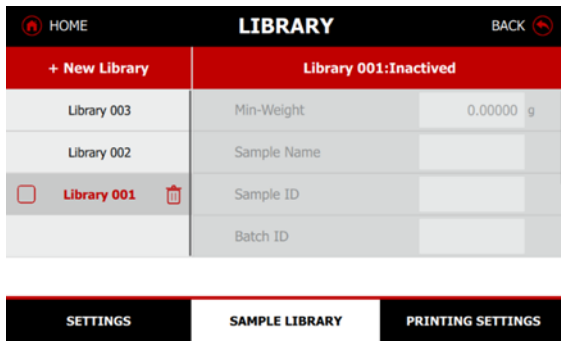 HOME
LIBRARY
BACK
+ New Library
Library 001:Inactived
Library 003
Min-Weight 0.00000 g
Library 002
Sample Name
Library 001
Sample ID
Batch ID
SETTINGS
SAMPLE LIBRARY
PRINTING SETTINGS